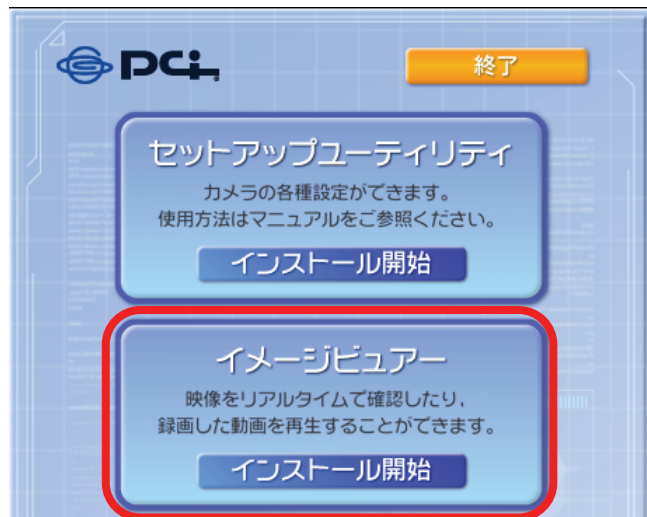 PCi
終了
セットアップユーティリティ
カメラの各種設定ができます。
使用方法はマニュアルをご参照ください。
インストール開始
イメージビュアー
映像をリアルタイムで確認したり、
録画した動画を再生することができます。
インストール開始